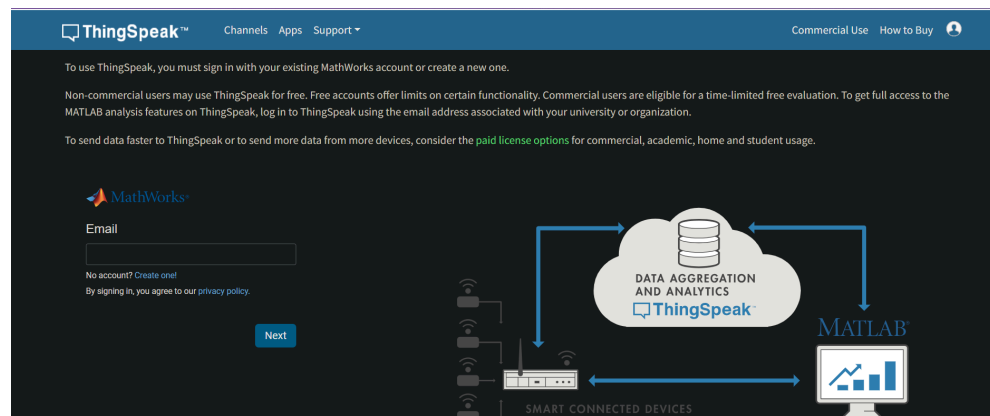 ThingSpeak™ Channels Apps Support Commercial Use How to Buy
To use ThingSpeak, you must sign in with your existing MathWorks account or create a new one.
Non-commercial users may use ThingSpeak for free. Free accounts offer limits on certain functionality. Commercial users are eligible for a time-limited free evaluation. To get full access to the
MATLAB analysis features on ThingSpeak, log in to ThingSpeak using the email address associated with your university or organization.
To send data faster to ThingSpeak or to send more data from more devices, consider the paid license options for commercial, academic, home and student usage.
MathWorks®
Email
No account? Create one!
By signing in, you agree to our privacy policy.
Next
DATA AGGREGATION
AND ANALYTICS
ThingSpeak™
MATLAB®
SMART CONNECTED DEVICES